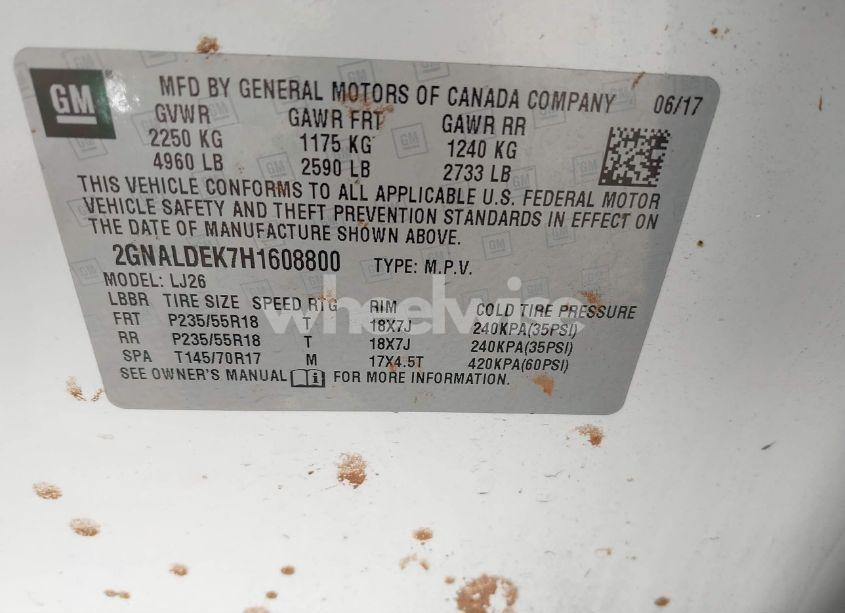 GM
MFD BY GENERAL MOTORS OF CANADA COMPANY 06/17
GVWR GAWR FRT GAWR RR
2250 KG 1175 KG 1240 KG
4960 LB 2590 LB 2733 LB
THIS VEHICLE CONFORMS TO ALL APPLICABLE U.S. FEDERAL MOTOR
VEHICLE SAFETY AND THEFT PREVENTION STANDARDS IN EFFECT ON
THE DATE OF MANUFACTURE SHOWN ABOVE.
2GNALDEK7H1608800 TYPE: M.P.V.
MODEL: LJ26
LBBR TIRE SIZE SPEED RTG RIM COLD TIRE PRESSURE
FRT P235/55R18 T 18X7J 240KPA(35PSI)
RR P235/55R18 T 18X7J 240KPA(35PSI)
SPA T145/70R17 M 17X4.5T 420KPA(60PSI)
SEE OWNER'S MANUAL FOR MORE INFORMATION.
wheelwise